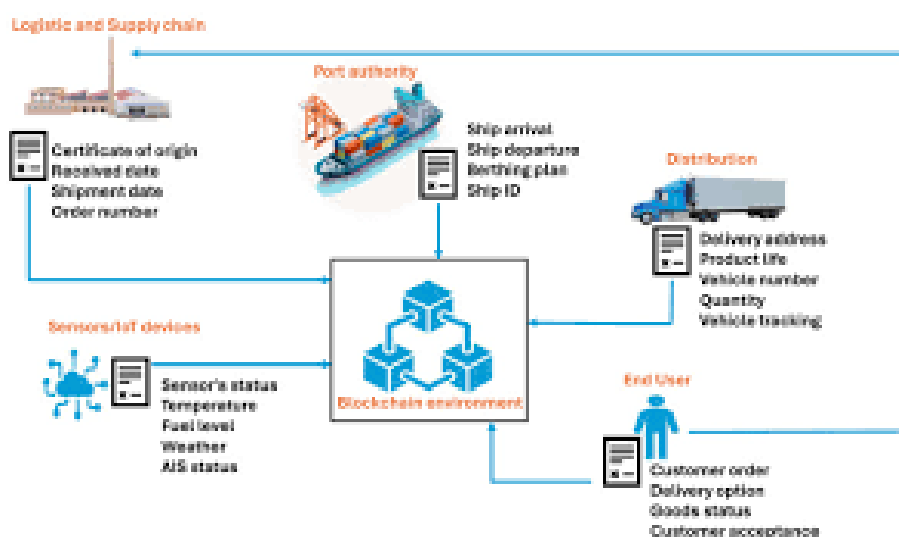 Logistic and Supply chain
Certificate of origin
Received date
Shipment date
Order number
Port authority
Ship arrival
Ship departure
Berthing plan
Ship ID
Distribution
Delivery address
Product life
Vehicle number
Quantity
Vehicle tracking
Sensors/IoT devices
Sensor's status
Temperature
Fuel level
Weather
AIS status
Blockchain environment
End User
Customer order
Delivery option
Goods status
Customer acceptance